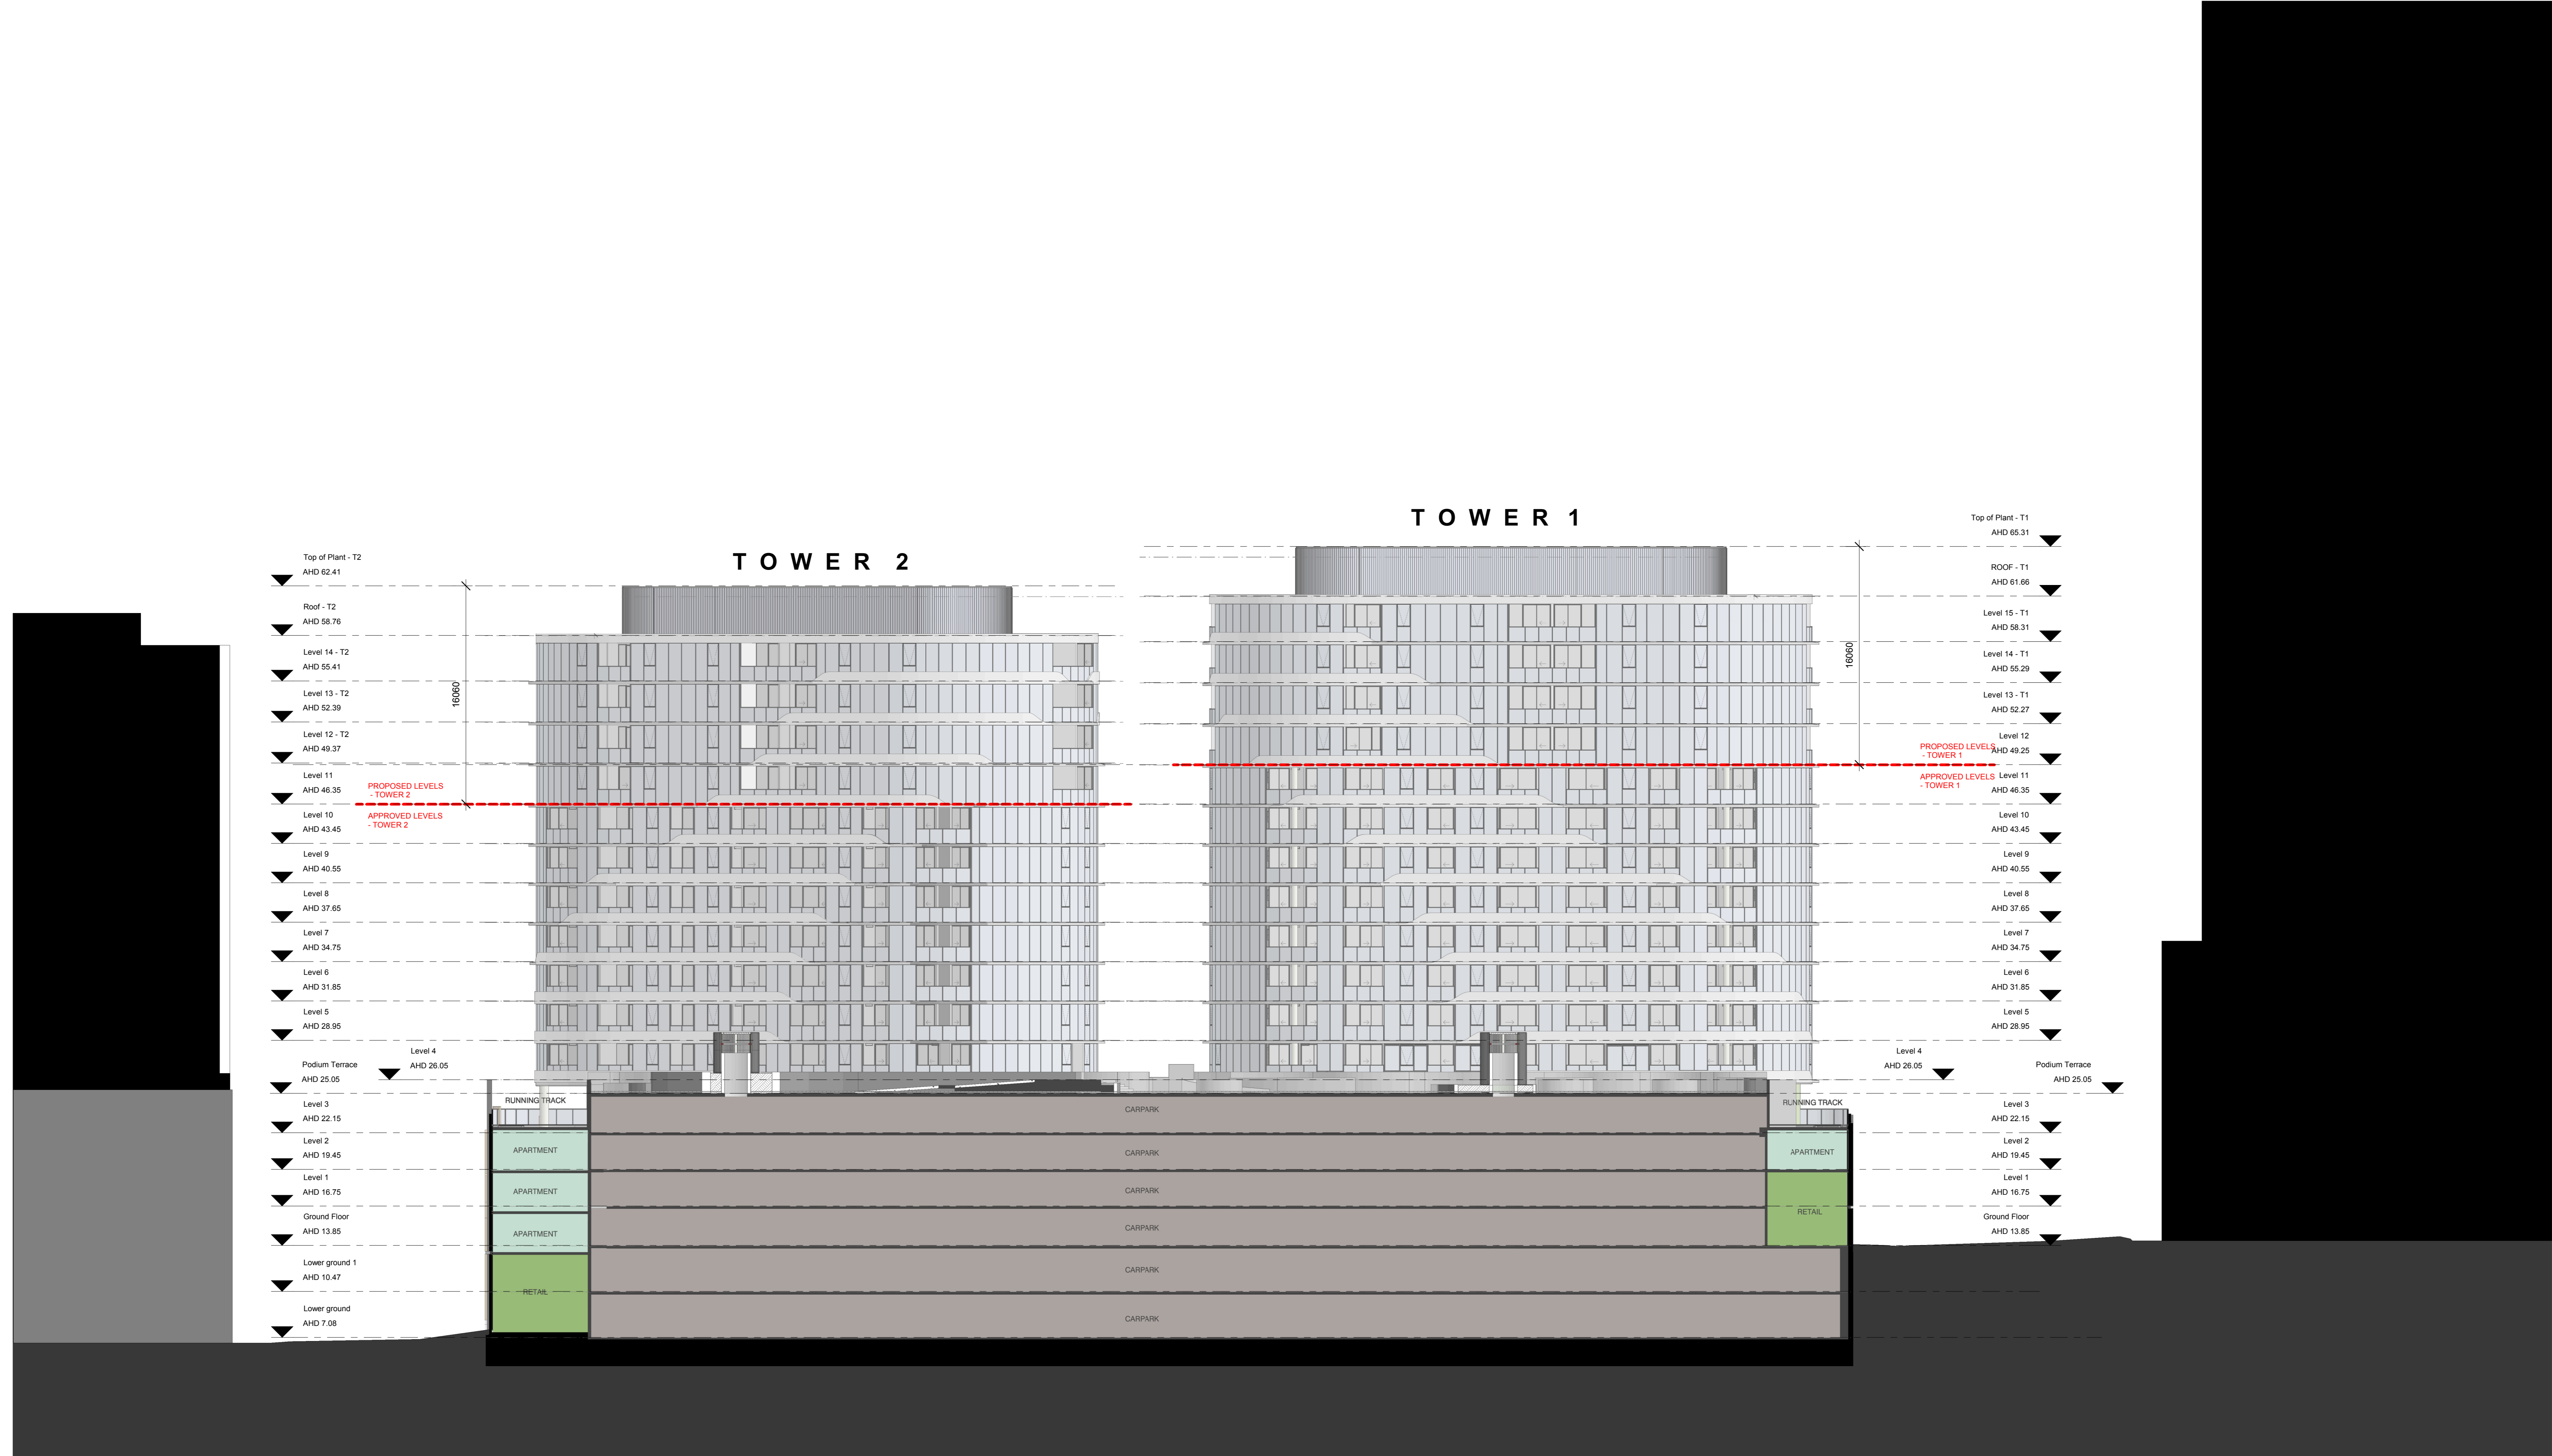 TOWER 1
TOWER 2
Top of Plant - T2
AHD 62.41
Roof - T2
AHD 58.76
Level 14 - T2
AHD 55.41
Level 13 - T2
AHD 52.39
Level 12 - T2
AHD 49.37
Level 11
AHD 46.35
Level 10
AHD 43.45
Level 9
AHD 40.55
Level 8
AHD 37.65
Level 7
AHD 34.75
Level 6
AHD 31.85
Level 5
AHD 28.95
Level 4
AHD 26.05
Podium Terrace
AHD 25.05
Level 3
AHD 22.15
Level 2
AHD 19.45
Level 1
AHD 16.75
Ground Floor
AHD 13.85
Lower ground 1
AHD 10.47
Lower ground
AHD 7.08
16060
PROPOSED LEVELS
- TOWER 2
APPROVED LEVELS
- TOWER 2
RUNNING TRACK
APARTMENT
APARTMENT
APARTMENT
RETAIL
CARPARK
CARPARK
CARPARK
CARPARK
CARPARK
CARPARK
RUNNING TRACK
APARTMENT
RETAIL
16060
PROPOSED LEVELS
- TOWER 1
APPROVED LEVELS
- TOWER 1
Top of Plant - T1
AHD 65.31
ROOF - T1
AHD 61.66
Level 15 - T1
AHD 58.31
Level 14 - T1
AHD 55.29
Level 13 - T1
AHD 52.27
Level 12
AHD 49.25
Level 11
AHD 46.35
Level 10
AHD 43.45
Level 9
AHD 40.55
Level 8
AHD 37.65
Level 7
AHD 34.75
Level 6
AHD 31.85
Level 5
AHD 28.95
Level 4
AHD 26.05
Podium Terrace
AHD 25.05
Level 3
AHD 22.15
Level 2
AHD 19.45
Level 1
AHD 16.75
Ground Floor
AHD 13.85